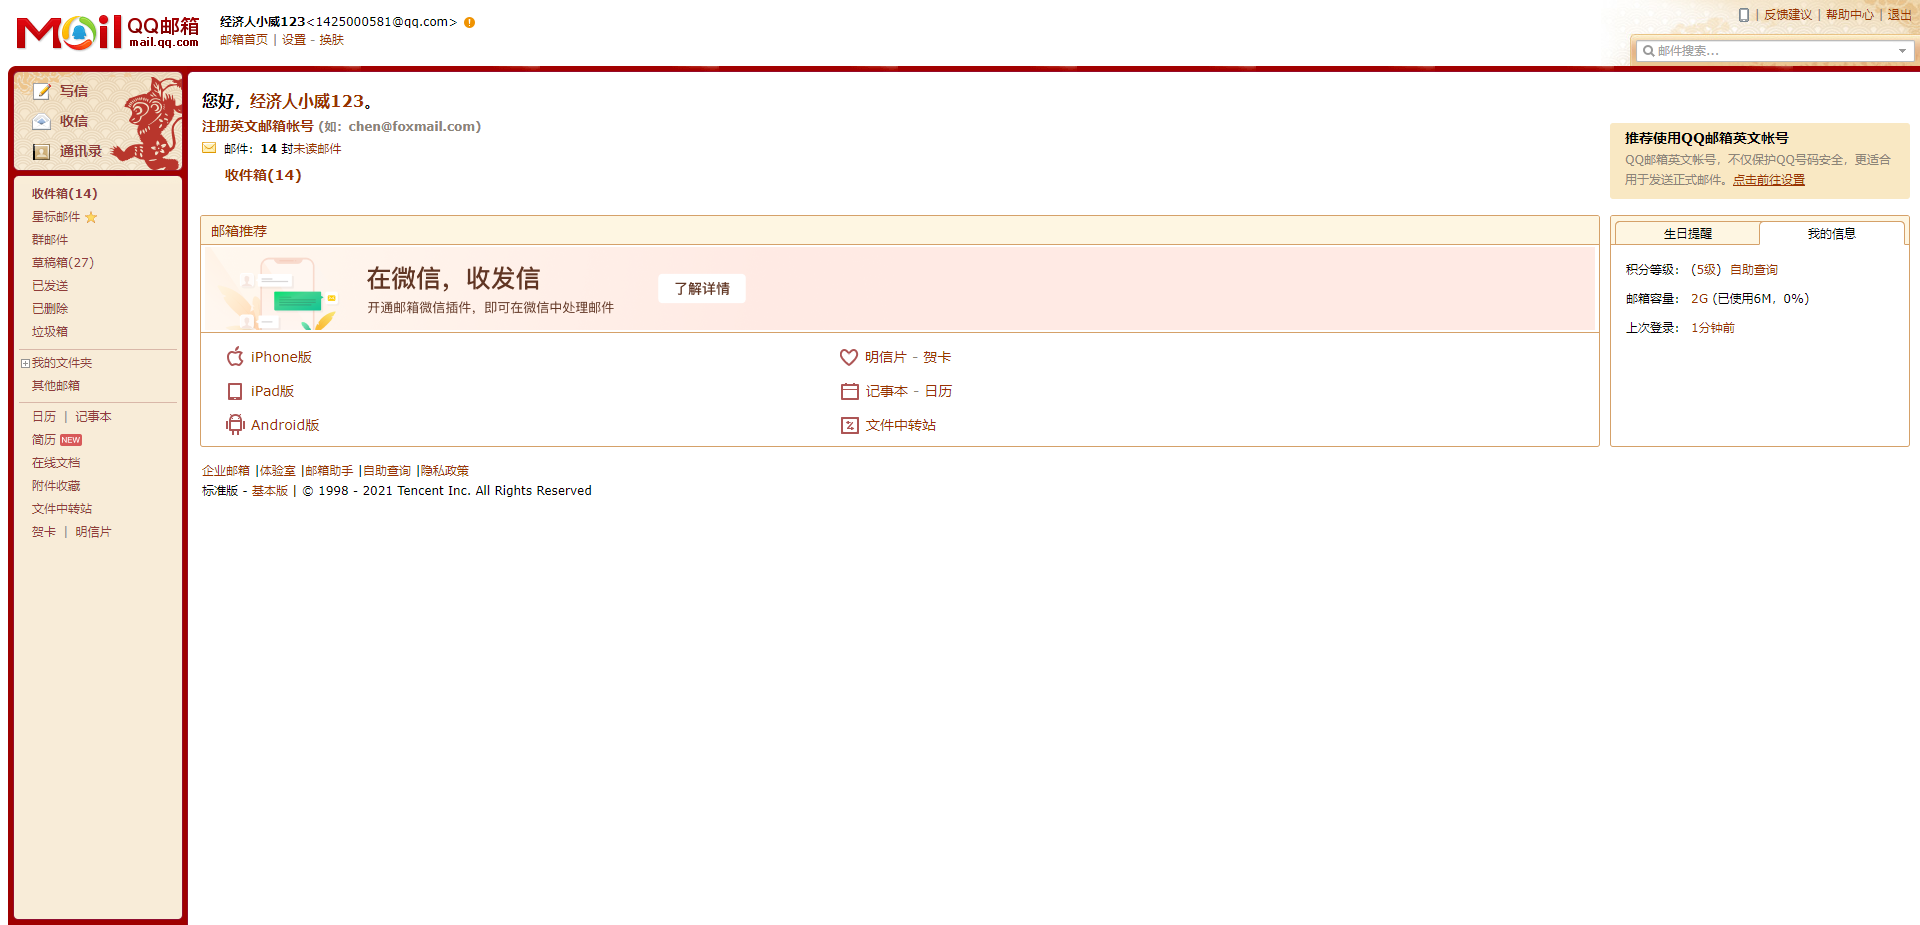 Mail QQ邮箱
mail.qq.com
经济人小威123<1425000581@qq.com>
邮箱首页 | 设置 - 换肤
| 反馈建议 | 帮助中心 | 退出
邮件搜索...
写信
收信
通讯录
收件箱(14)
星标邮件
群邮件
草稿箱(27)
已发送
已删除
垃圾箱
我的文件夹
其他邮箱
日历 | 记事本
简历 NEW
在线文档
附件收藏
文件中转站
贺卡 | 明信片
您好，经济人小威123。
注册英文邮箱帐号 (如：chen@foxmail.com)
邮件：14 封未读邮件
收件箱(14)
推荐使用QQ邮箱英文帐号
QQ邮箱英文帐号，不仅保护QQ号码安全，更适合
用于发送正式邮件。点击前往设置
邮箱推荐
在微信，收发信
开通邮箱微信插件，即可在微信中处理邮件
了解详情
iPhone版
iPad版
Android版
明信片 - 贺卡
记事本 - 日历
文件中转站
生日提醒
我的信息
积分等级： (5级) 自助查询
邮箱容量： 2G (已使用6M，0%)
上次登录： 1分钟前
企业邮箱 |体验室 |邮箱助手 |自助查询 |隐私政策
标准版 - 基本版 | © 1998 - 2021 Tencent Inc. All Rights Reserved